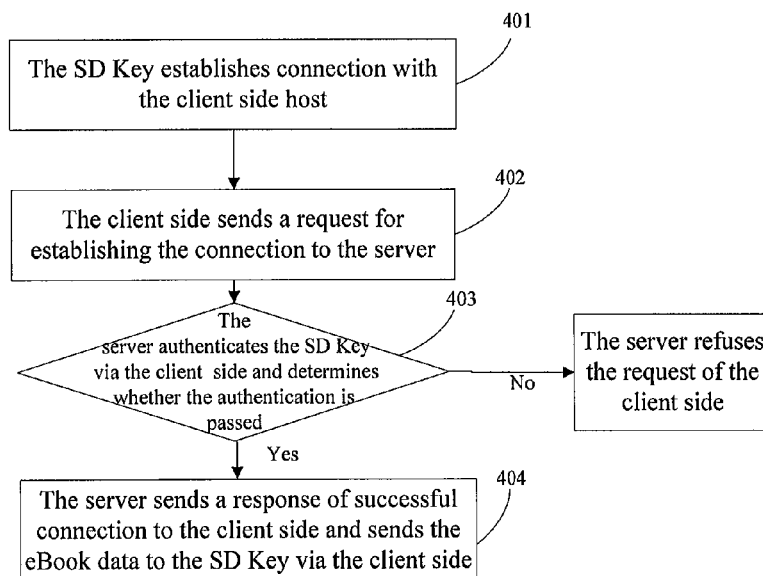 401
The SD Key establishes connection with
the client side host
402
The client side sends a request for
establishing the connection to the server
403
The
server authenticates the SD Key
via the client side and determines
whether the authentication is
passed
No
The server refuses
the request of the
client side
Yes
404
The server sends a response of successful
connection to the client side and sends the
eBook data to the SD Key via the client side